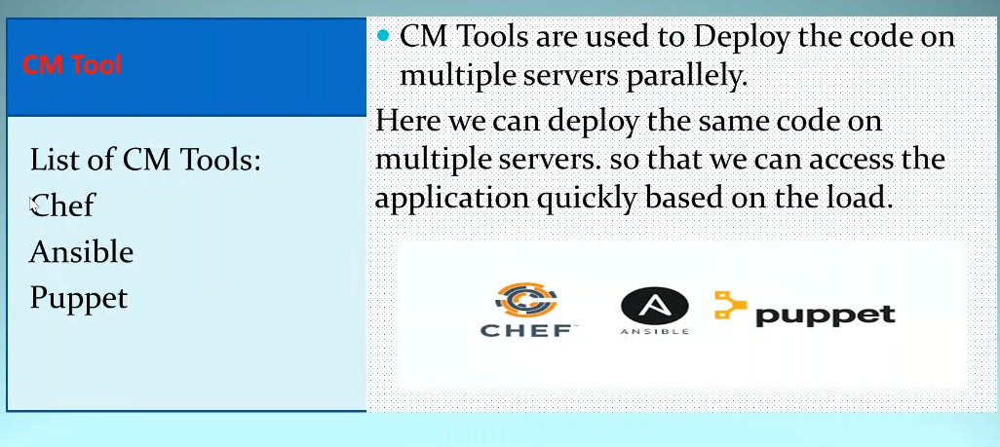 CM Tool
List of CM Tools:
Chef
Ansible
Puppet
CM Tools are used to Deploy the code on
multiple servers parallely.
Here we can deploy the same code on
multiple servers. so that we can access the
application quickly based on the load.
CHEF
ANSIBLE
puppet